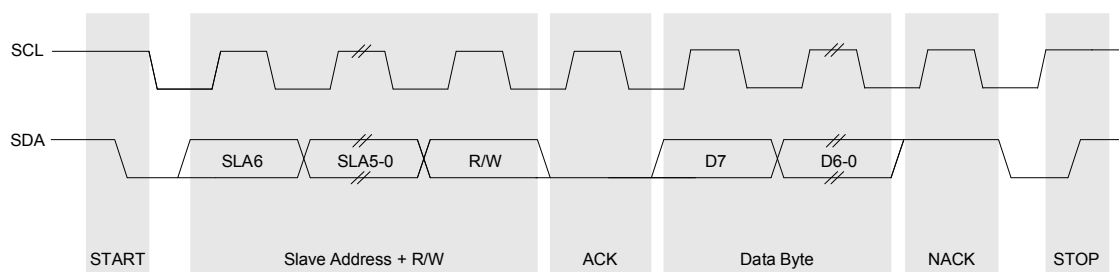 SCL
SDA
SLA6 SLA5-0 R/W D7 D6-0
START Slave Address + R/W ACK Data Byte NACK STOP